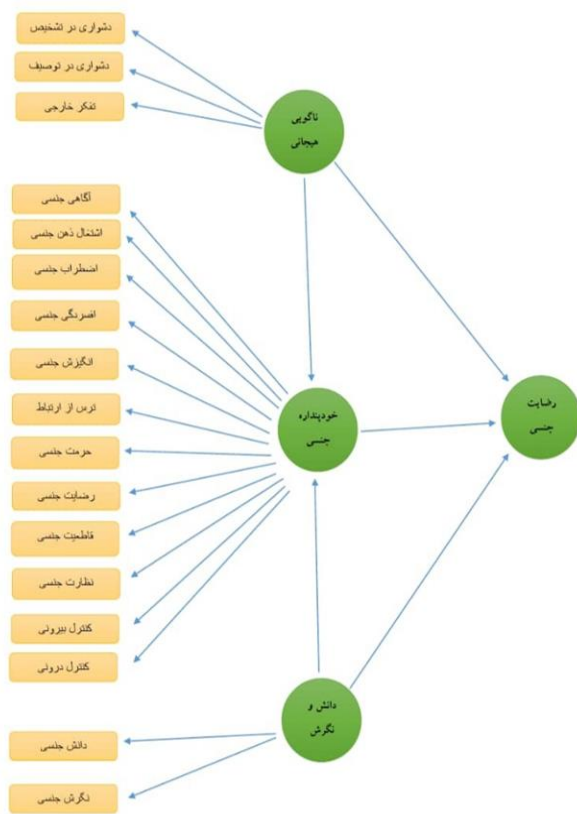 دشواری در تشخیص
دشواری در توصیف
تفکر خارجی
ناگویی
هیجانی
آگاهی جنسی
اشتغال ذهن جنسی
اضطراب جنسی
افسردگی جنسی
انگیزش جنسی
ترس از ارتباط
حرمت جنسی
رضایت جنسی
قاطعیت جنسی
نظارت جنسی
کنترل بیرونی
کنترل درونی
خودپنداره
جنسی
رضایت
جنسی
دانش و
نگرش
دانش جنسی
نگرش جنسی